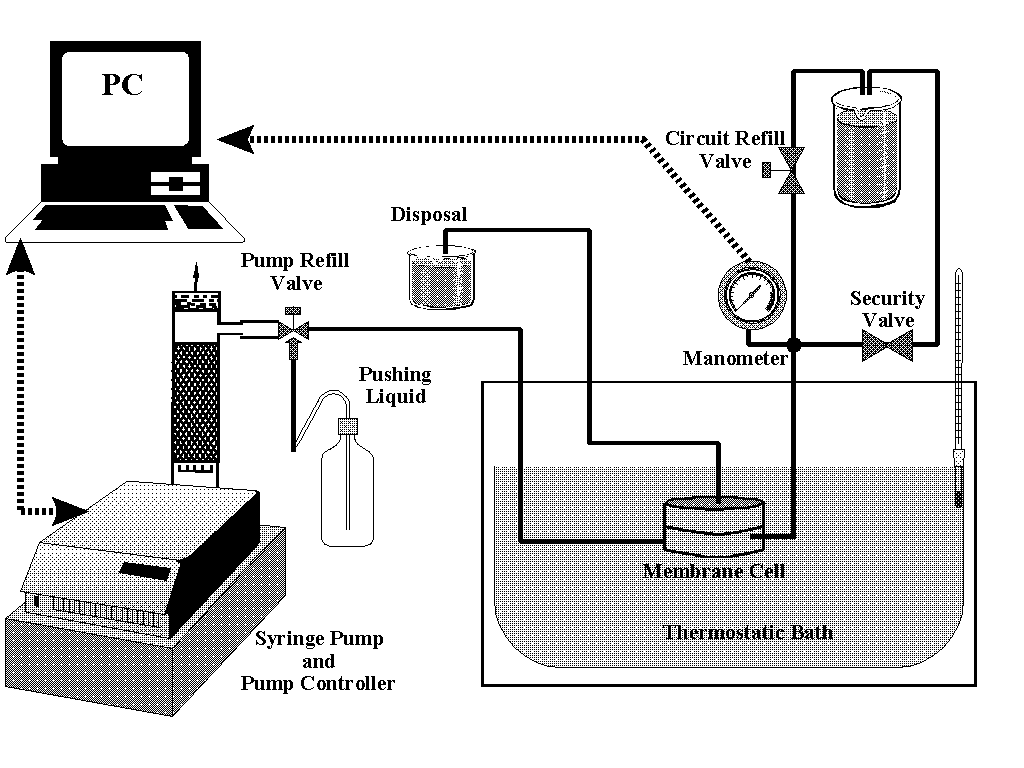 PC
Circuit Refill
Valve
Disposal
Pump Refill
Valve
Security
Valve
Manometer
Pushing
Liquid
Membrane Cell
Thermostatic Bath
Syringe Pump
and
Pump Controller